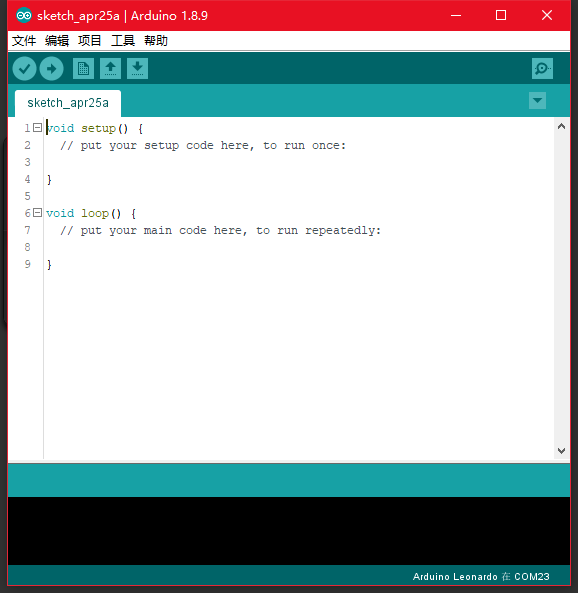 sketch_apr25a | Arduino 1.8.9
文件 编辑 项目 工具 帮助
sketch_apr25a
1 void setup() {
2   // put your setup code here, to run once:
3
4 }
5
6 void loop() {
7   // put your main code here, to run repeatedly:
8
9 }
Arduino Leonardo 在 COM23